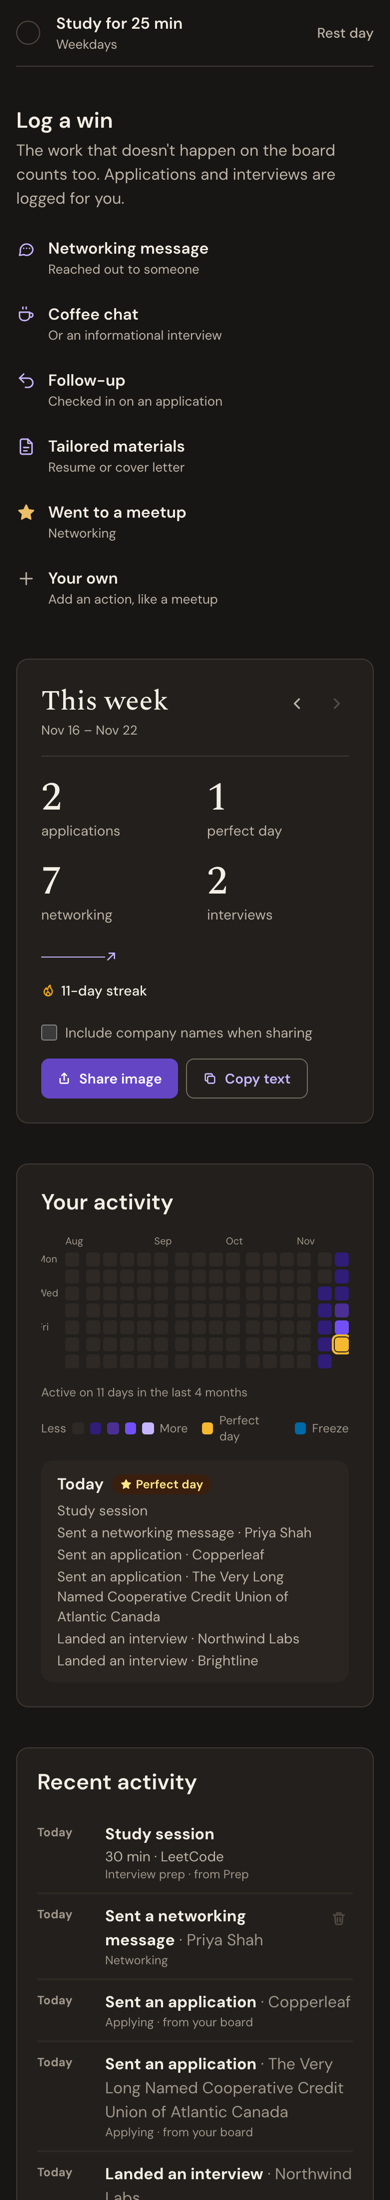 Study for 25 min
Weekdays
Rest day
Log a win
The work that doesn't happen on the board
counts too. Applications and interviews are
logged for you.
Networking message
Reached out to someone
Coffee chat
Or an informational interview
Follow-up
Checked in on an application
Tailored materials
Resume or cover letter
Went to a meetup
Networking
Your own
Add an action, like a meetup
This week
Nov 16 – Nov 22
2
applications
1
perfect day
7
networking
2
interviews
11-day streak
Include company names when sharing
Share image
Copy text
Your activity
Aug Sep Oct Nov
Mon
Wed
Fri
Active on 11 days in the last 4 months
Less
More
Perfect
day
Freeze
Today
Perfect day
Study session
Sent a networking message · Priya Shah
Sent an application · Copperleaf
Sent an application · The Very Long
Named Cooperative Credit Union of
Atlantic Canada
Landed an interview · Northwind Labs
Landed an interview · Brightline
Recent activity
Today
Study session
30 min · LeetCode
Interview prep · from Prep
Today
Sent a networking
message · Priya Shah
Networking
Today
Sent an application · Copperleaf
Applying · from your board
Today
Sent an application · The Very
Long Named Cooperative Credit
Union of Atlantic Canada
Applying · from your board
Today
Landed an interview · Northwind
Labs